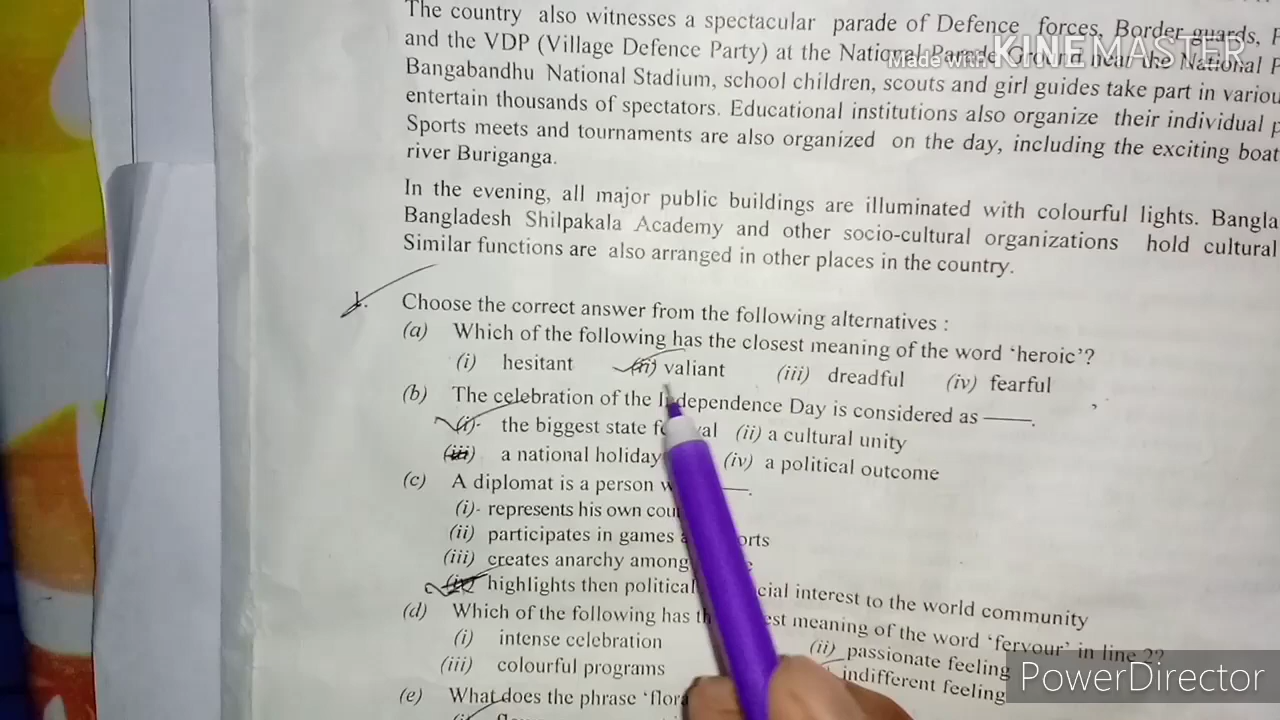 The country also witnesses a spectacular parade of Defence forces, Border guards,
and the VDP (Village Defence Party) at the National Parade Ground near the National
Bangabandhu National Stadium, school children, scouts and girl guides take part in
entertain thousands of spectators. Educational institutions also organize their individual
Sports meets and tournaments are also organized on the day, including the exciting boat
river Buriganga.
In the evening, all major public buildings are illuminated with colourful lights.
Bangladesh Shilpakala Academy and other socio-cultural organizations hold cultural
Similar functions are also arranged in other places in the country.
1. Choose the correct answer from the following alternatives :
(a) Which of the following has the closest meaning of the word ‘heroic’?
(i) hesitant (ii) valiant (iii) dreadful (iv) fearful
(b) The celebration of the Independence Day is considered as ——.
(i) the biggest state (ii) a cultural unity
(iii) a national holiday (iv) a political outcome
(c) A diplomat is a person
(i) represents his own
(ii) participates in games
(iii) creates anarchy among
(iv) highlights then political interest to the world community
(d) Which of the following has meaning of the word ‘fervour’ in line 2?
(i) intense celebration (ii) passionate feeling
(iii) colourful programs indifferent feeling
(e) What does the phrase
Made with KINEMASTER
PowerDirector